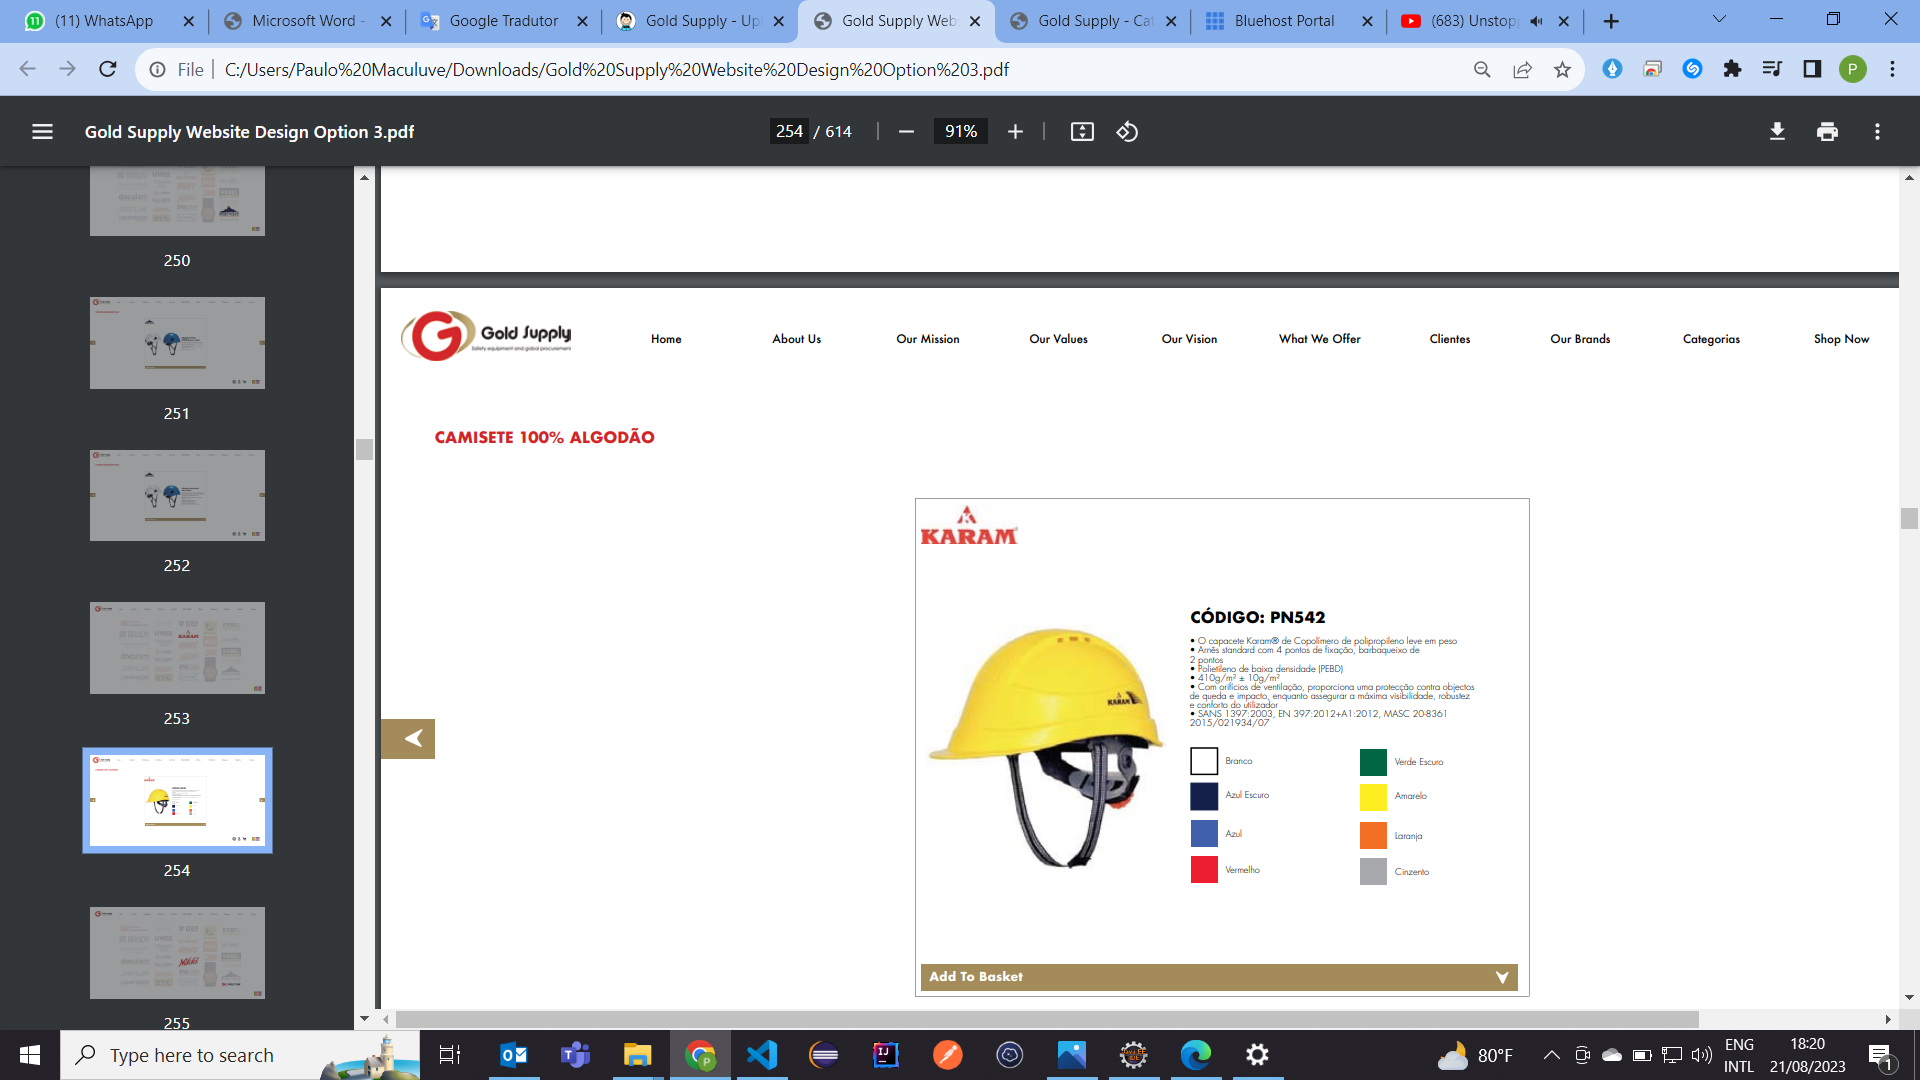 (11) WhatsApp
Microsoft Word -
Google Tradutor
Gold Supply - Up
Gold Supply Web
Gold Supply - Cat
Bluehost Portal
(683) Unstopp
File
C:/Users/Paulo%20Maculuve/Downloads/Gold%20Supply%20Website%20Design%20Option%203.pdf
P
Gold Supply Website Design Option 3.pdf
254 / 614
91%
250
251
252
253
254
255
Gold Supply
Safety equipment and global procurement
Home
About Us
Our Mission
Our Values
Our Vision
What We Offer
Clientes
Our Brands
Categorias
Shop Now
CAMISETE 100% ALGODÃO
KARAM
KARAM
CÓDIGO: PN542
• O capacete Karam® de Copolímero de polipropileno leve em peso
• Arnês standard com 4 pontos de fixação, barbaqueixo de
2 pontos
• Polietileno de baixa densidade (PEBD)
• 410g/m² ± 10g/m²
• Com orifícios de ventilação, proporciona uma protecção contra objectos
de queda e impacto, enquanto assegurar a máxima visibilidade, robustez
e conforto do utilizador
• SANS 1397:2003, EN 397:2012+A1:2012, MASC 20-8361
2015/021934/07
Branco
Verde Escuro
Azul Escuro
Amarelo
Azul
Laranja
Vermelho
Cinzento
Add To Basket
Type here to search
80°F
ENG
INTL
18:20
21/08/2023
1